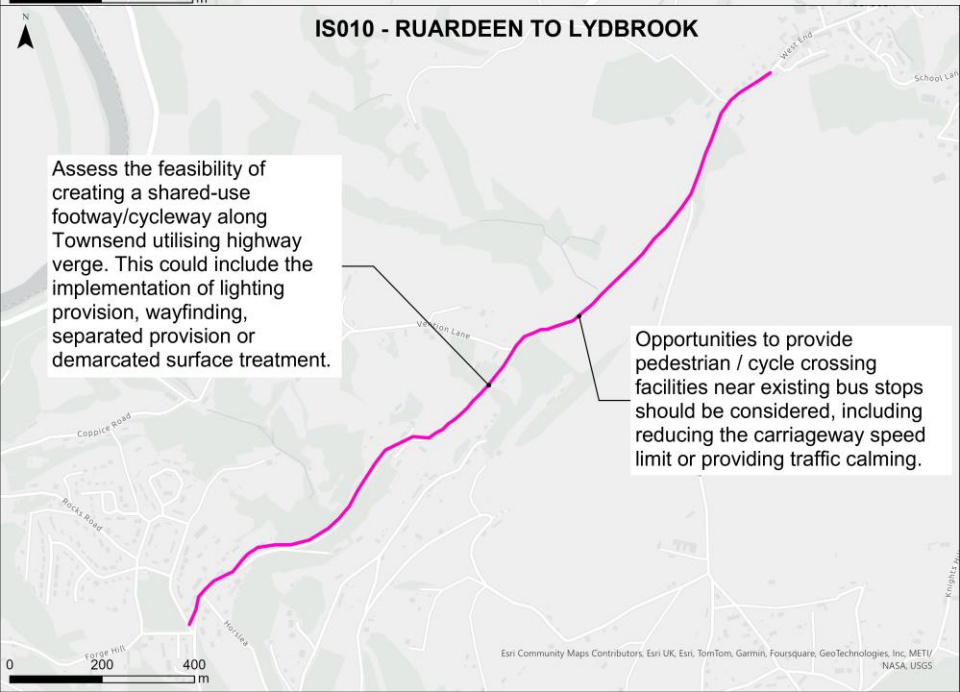 m
N
IS010 - RUARDEEN TO LYDBROOK
West End
School Lan
Assess the feasibility of
creating a shared-use
footway/cycleway along
Townsend utilising highway
verge. This could include the
implementation of lighting
provision, wayfinding,
separated provision or
demarcated surface treatment.
Vention Lane
Opportunities to provide
pedestrian / cycle crossing
facilities near existing bus stops
should be considered, including
reducing the carriageway speed
limit or providing traffic calming.
Coppice Road
Rocks Road
Knights Hi
Horslea
Forge Hill
0 200 400
m
Esri Community Maps Contributors, Esri UK, Esri, TomTom, Garmin, Foursquare, GeoTechnologies, Inc, METI/
NASA, USGS